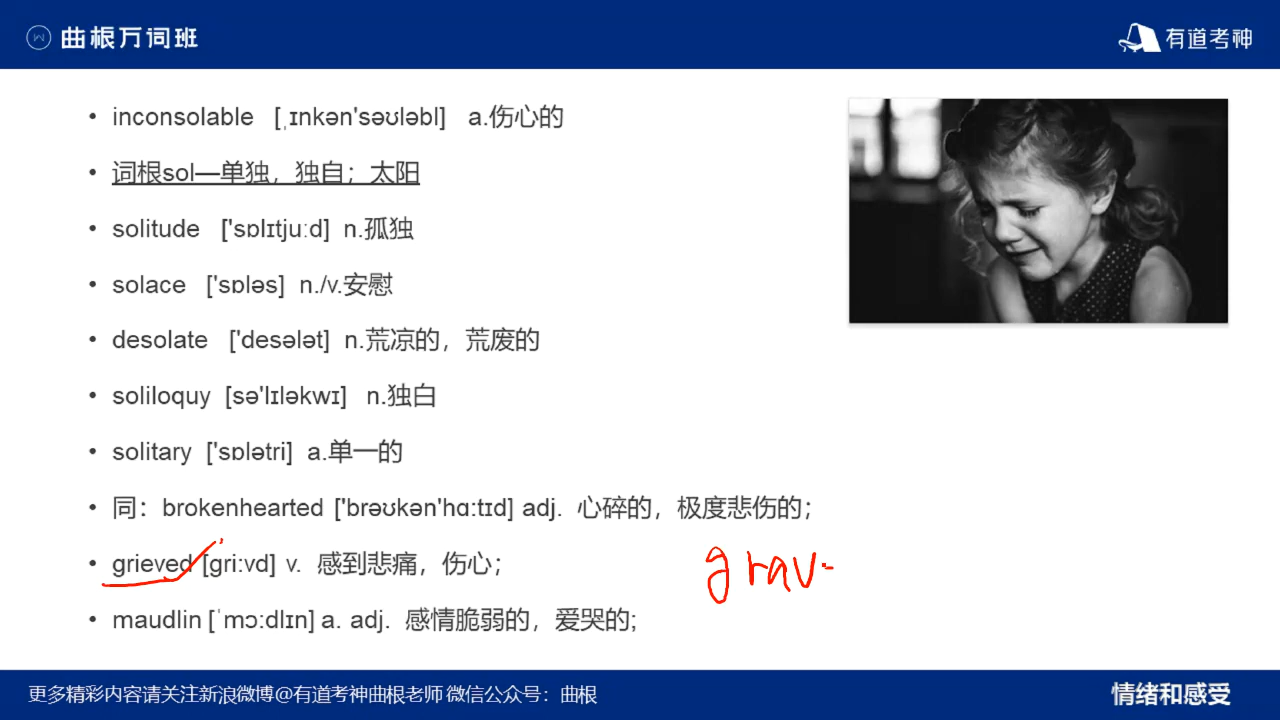 曲根万词班
有道考神
inconsolable [ˌɪnkən'səʊləbl] a.伤心的
词根sol—单独，独自；太阳
solitude ['sɒlɪtjuːd] n.孤独
solace ['sɒləs] n./v.安慰
desolate ['desələt] n.荒凉的，荒废的
soliloquy [sə'lɪləkwɪ] n.独白
solitary ['sɒlətri] a.单一的
同：brokenhearted ['brəʊkən'hɑːtɪd] adj. 心碎的，极度悲伤的；
grieved [gri:vd] v. 感到悲痛，伤心；
grav
maudlin [ˈmɔːdlɪn] a. adj. 感情脆弱的，爱哭的;
更多精彩内容请关注新浪微博@有道考神曲根老师 微信公众号：曲根
情绪和感受